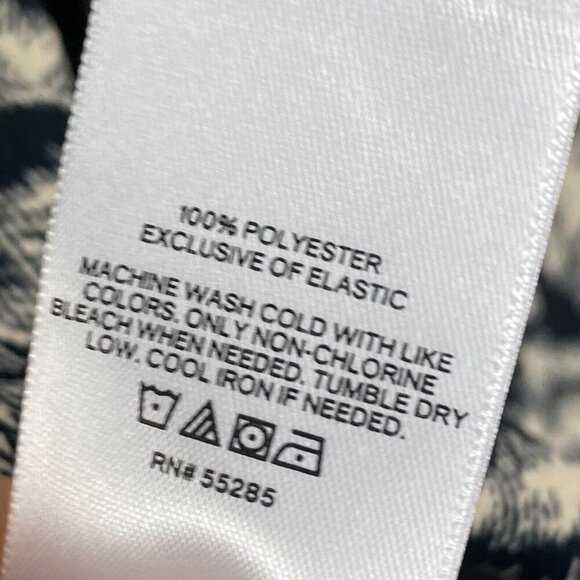 100% POLYESTER
EXCLUSIVE OF ELASTIC
MACHINE WASH COLD WITH LIKE
COLORS. ONLY NON-CHLORINE
BLEACH WHEN NEEDED. TUMBLE DRY
LOW. COOL IRON IF NEEDED.
RN# 55285